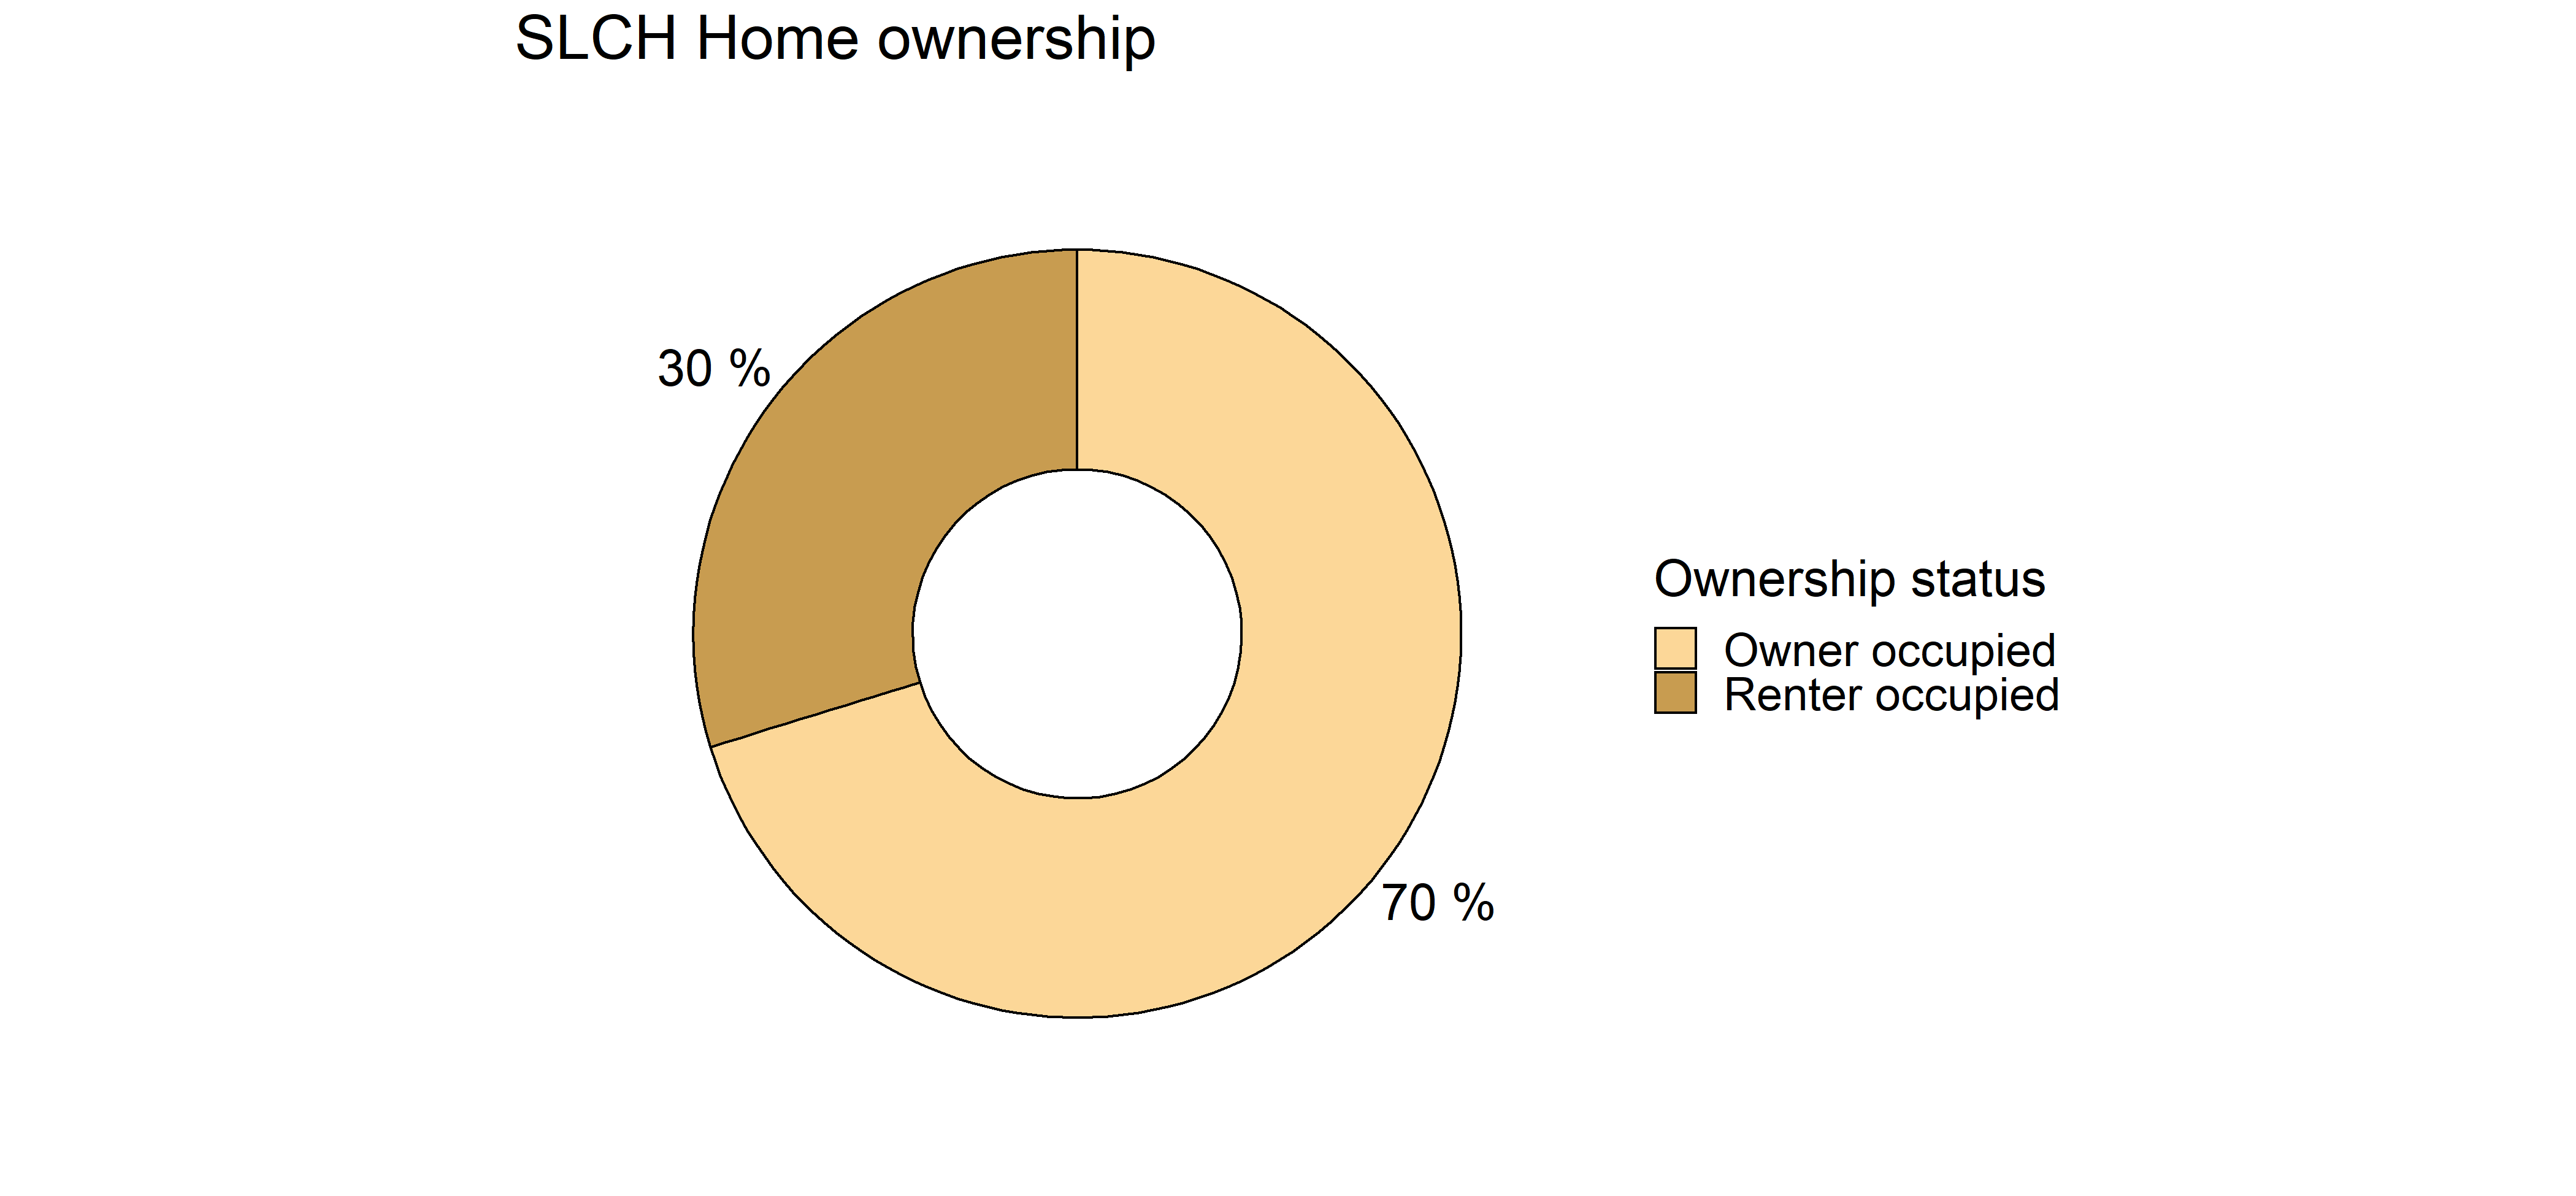 SLCH Home ownership
30 %
70 %
Ownership status
Owner occupied
Renter occupied